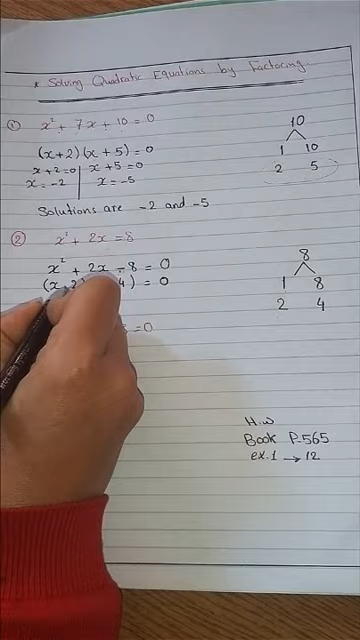 * Solving Quadratic Equations by Factoring.
① x² + 7x + 10 = 0
(x+2)(x+5)=0
x+2=0 | x+5=0
x=-2 | x=-5
Solutions are -2 and -5
10
1 10
2 5
② x² + 2x = 8
x² + 2x - 8 = 0
(x 4) = 0
8
1 8
2 4
=0
H.W
Book P.565
ex.1 → 12